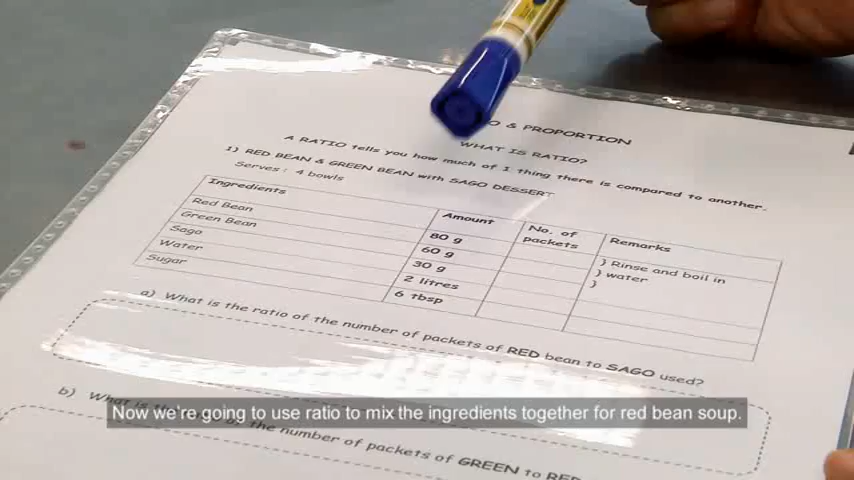 O & PROPORTION
WHAT IS RATIO?
A RATIO tells you how much of 1 thing there is compared to another.
1) RED BEAN & GREEN BEAN with SAGO DESSERT
Serves : 4 bowls
Ingredients Amount No. of packets Remarks
Red Bean 80 g } Rinse and boil in
Green Bean 60 g } water
Sago 30 g }
Water 2 litres
Sugar 6 tbsp
a) What is the ratio of the number of packets of RED bean to SAGO used?
Now we're going to use ratio to mix the ingredients together for red bean soup.
b) What is the number of packets of GREEN to RED